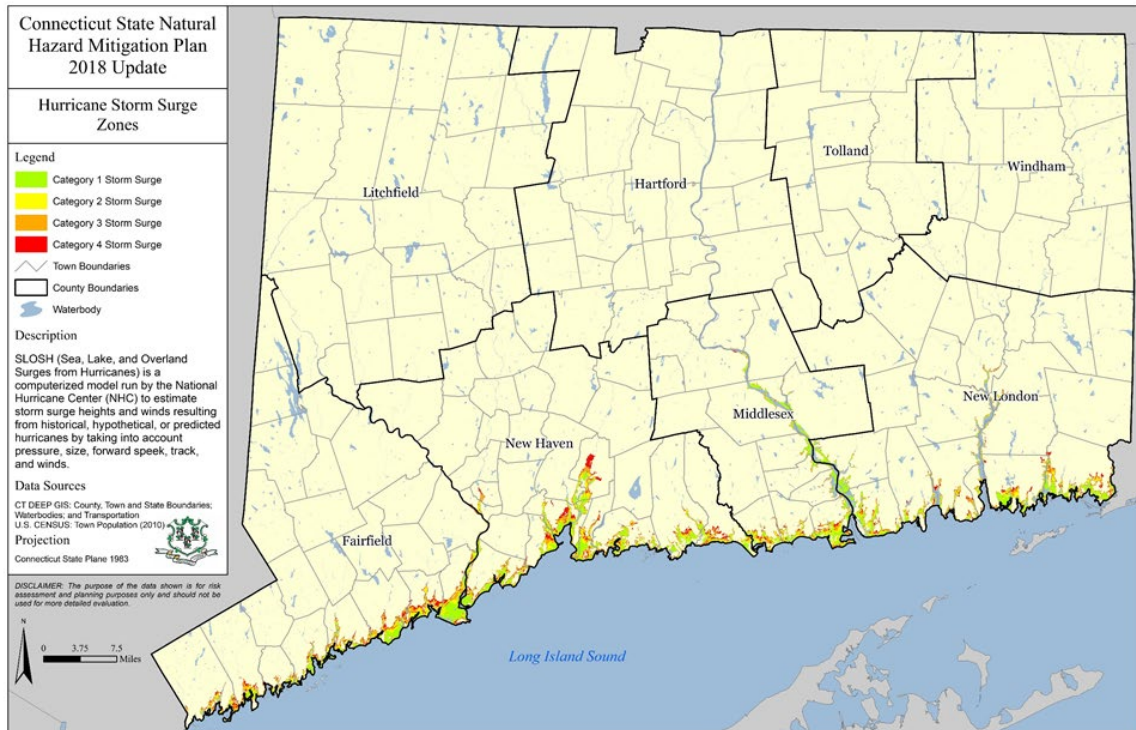 Connecticut State Natural
Hazard Mitigation Plan
2018 Update
Hurricane Storm Surge
Zones
Legend
Category 1 Storm Surge
Category 2 Storm Surge
Category 3 Storm Surge
Category 4 Storm Surge
Town Boundaries
County Boundaries
Waterbody
Description
SLOSH (Sea, Lake, and Overland
Surges from Hurricanes) is a
computerized model run by the National
Hurricane Center (NHC) to estimate
storm surge heights and winds resulting
from historical, hypothetical, or predicted
hurricanes by taking into account
pressure, size, forward speek, track,
and winds.
Data Sources
CT DEEP GIS: County, Town and State Boundaries;
Waterbodies; and Transportation
U.S. CENSUS: Town Population (2010)
Projection
Connecticut State Plane 1983
DISCLAIMER: The purpose of the data shown is for risk
assessment and planning purposes only and should not be
used for more detailed evaluation.
N
0 3.75 7.5
Miles
Litchfield
Hartford
Tolland
Windham
New Haven
Middlesex
New London
Fairfield
Long Island Sound